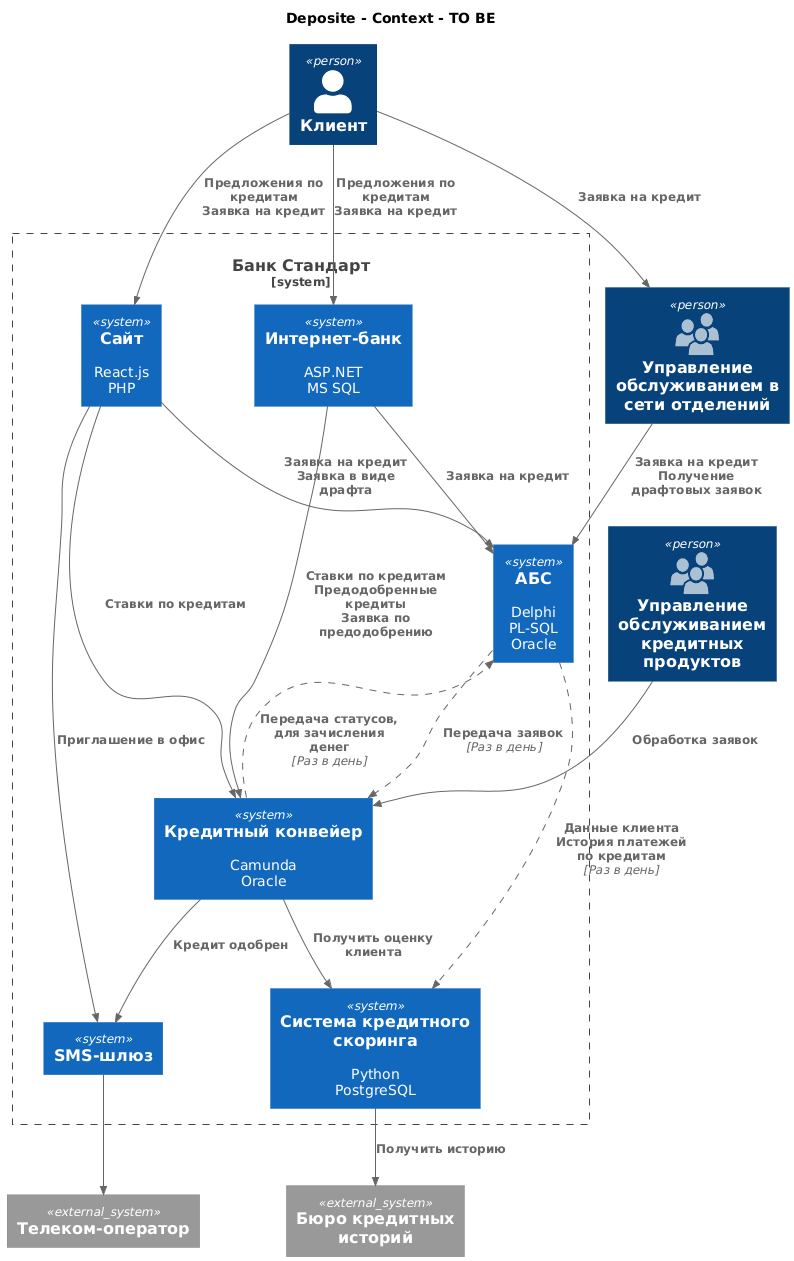 Deposite - Context - TO BE
«person»
Клиент
Предложения по
кредитам
Заявка на кредит
Предложения по
кредитам
Заявка на кредит
Заявка на кредит
Банк Стандарт
[system]
«system»
Сайт
React.js
PHP
«system»
Интернет-банк
ASP.NET
MS SQL
«person»
Управление
обслуживанием в
сети отделений
Заявка на кредит
Заявка в виде
драфта
Заявка на кредит
Заявка на кредит
Получение
драфтовых заявок
«system»
АБС
Delphi
PL-SQL
Oracle
«person»
Управление
обслуживанием
кредитных
продуктов
Ставки по кредитам
Ставки по кредитам
Предодобренные
кредиты
Заявка по
предодобрению
Приглашение в офис
Передача статусов,
для зачисления
денег
[Раз в день]
Передача заявок
[Раз в день]
Обработка заявок
«system»
Кредитный конвейер
Camunda
Oracle
Данные клиента
История платежей
по кредитам
[Раз в день]
Кредит одобрен
Получить оценку
клиента
«system»
SMS-шлюз
«system»
Система кредитного
скоринга
Python
PostgreSQL
Получить историю
«external_system»
Телеком-оператор
«external_system»
Бюро кредитных
историй